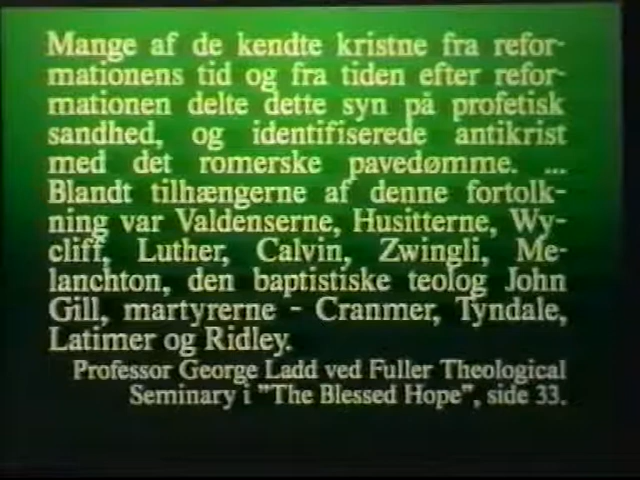 Mange af de kendte kristne fra refor-
mationens tid og fra tiden efter refor-
mationen delte dette syn på profetisk
sandhed, og identifiserede antikrist
med det romerske pavedømme. ...
Blandt tilhængerne af denne fortolk-
ning var Valdenserne, Husitterne, Wy-
cliff, Luther, Calvin, Zwingli, Me-
lanchton, den baptistiske teolog John
Gill, martyrerne - Cranmer, Tyndale,
Latimer og Ridley.
Professor George Ladd ved Fuller Theological
Seminary i "The Blessed Hope", side 33.